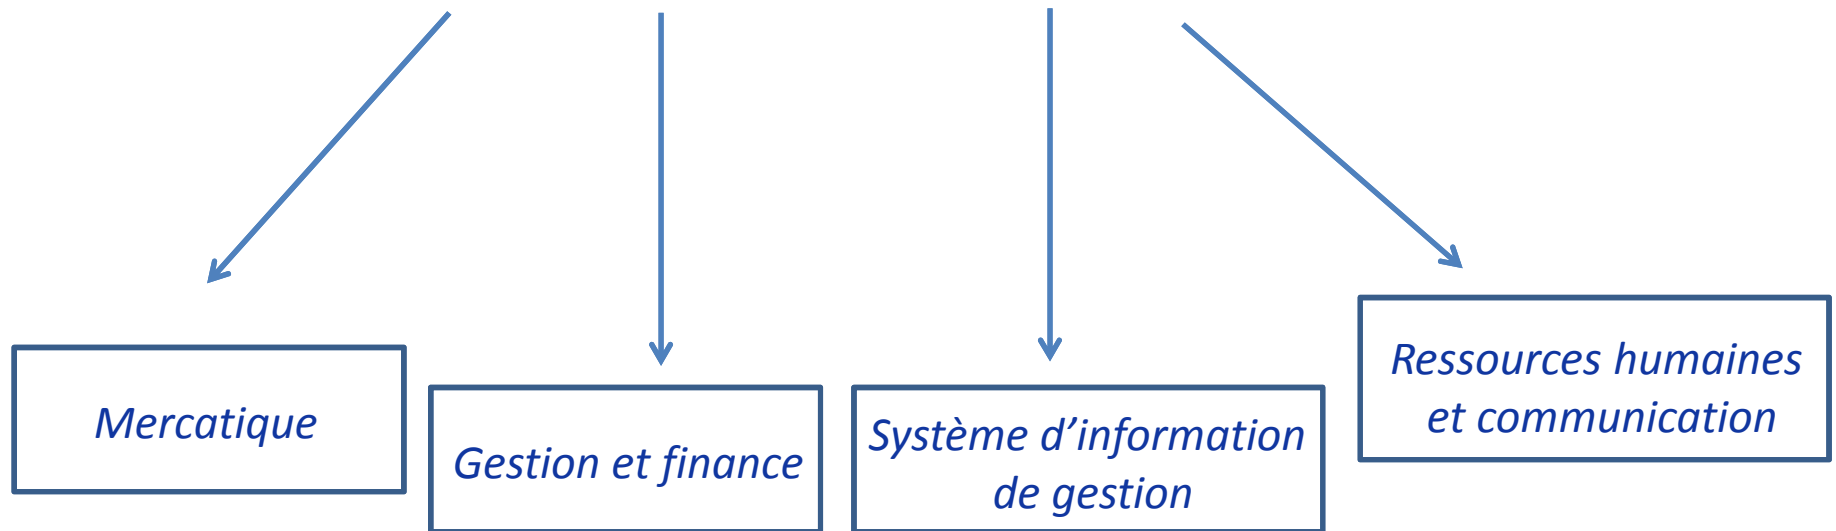 Mercatique
Gestion et finance
Système d’information
de gestion
Ressources humaines
et communication